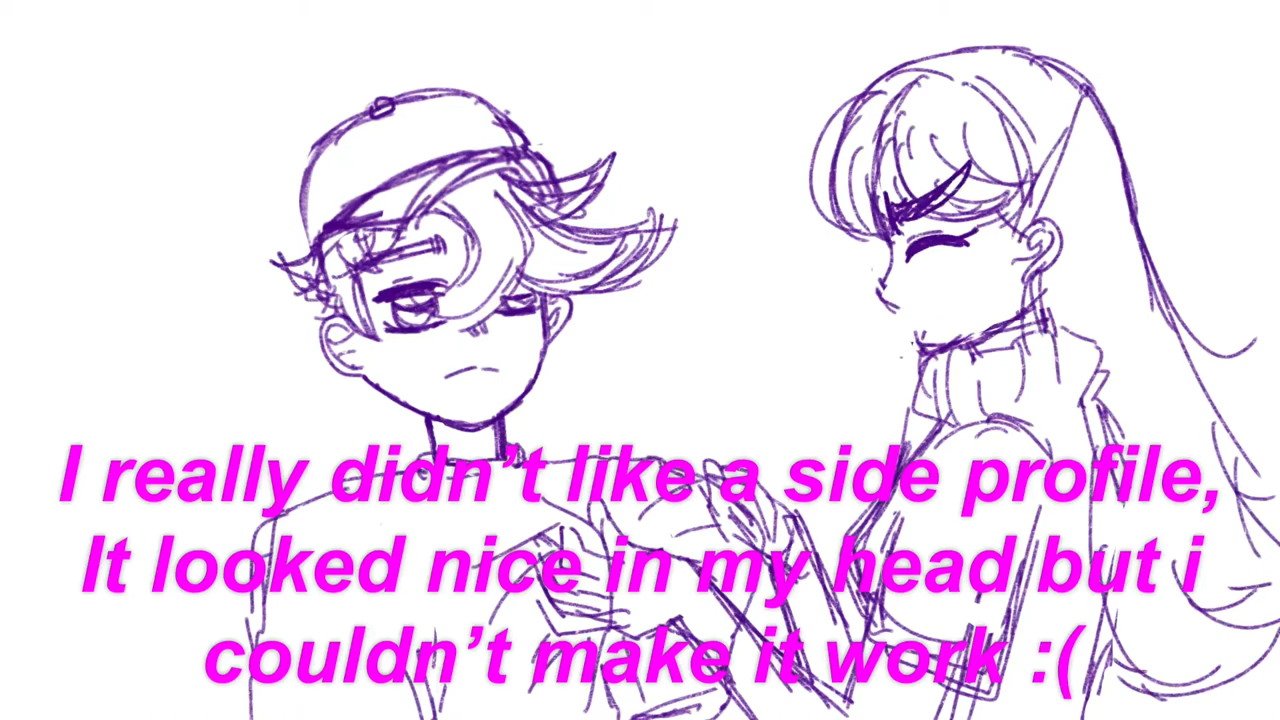 I really didn’t like a side profile,
It looked nice in my head but i
couldn’t make it work :(